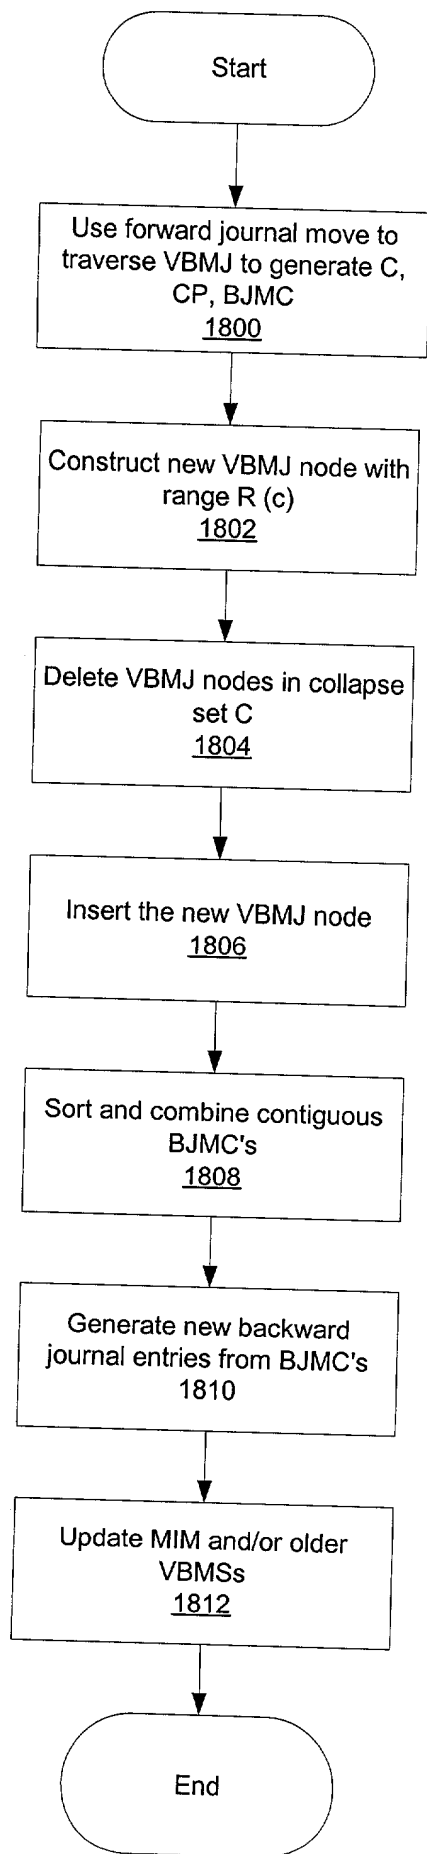 Start
Use forward journal move to
traverse VBMJ to generate C,
CP, BJMC
1800
Construct new VBMJ node with
range R (c)
1802
Delete VBMJ nodes in collapse
set C
1804
Insert the new VBMJ node
1806
Sort and combine contiguous
BJMC's
1808
Generate new backward
journal entries from BJMC's
1810
Update MIM and/or older
VBMSs
1812
End